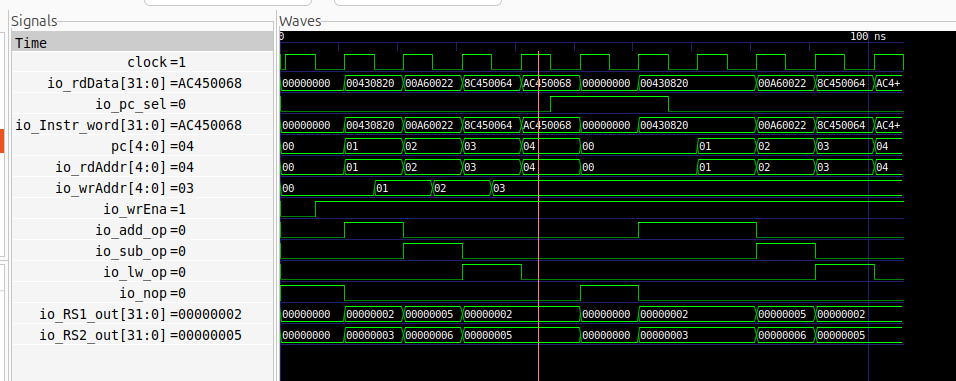 Signals Waves
Time 0 100 ns
clock=1
io_rdData[31:0]=AC450068 00000000 00430820 00A60022 8C450064 AC450068 00000000 00430820 00A60022 8C450064 AC4+
io_pc_sel=0
io_Instr_word[31:0]=AC450068 00000000 00430820 00A60022 8C450064 AC450068 00000000 00430820 00A60022 8C450064 AC4+
pc[4:0]=04 00 01 02 03 04 00 01 02 03 04
io_rdAddr[4:0]=04 00 01 02 03 04 00 01 02 03 04
io_wrAddr[4:0]=03 00 01 02 03
io_wrEna=1
io_add_op=0
io_sub_op=0
io_lw_op=0
io_nop=0
io_RS1_out[31:0]=00000002 00000000 00000002 00000005 00000002 00000000 00000002 00000005 00000002
io_RS2_out[31:0]=00000005 00000000 00000003 00000006 00000005 00000000 00000003 00000006 00000005